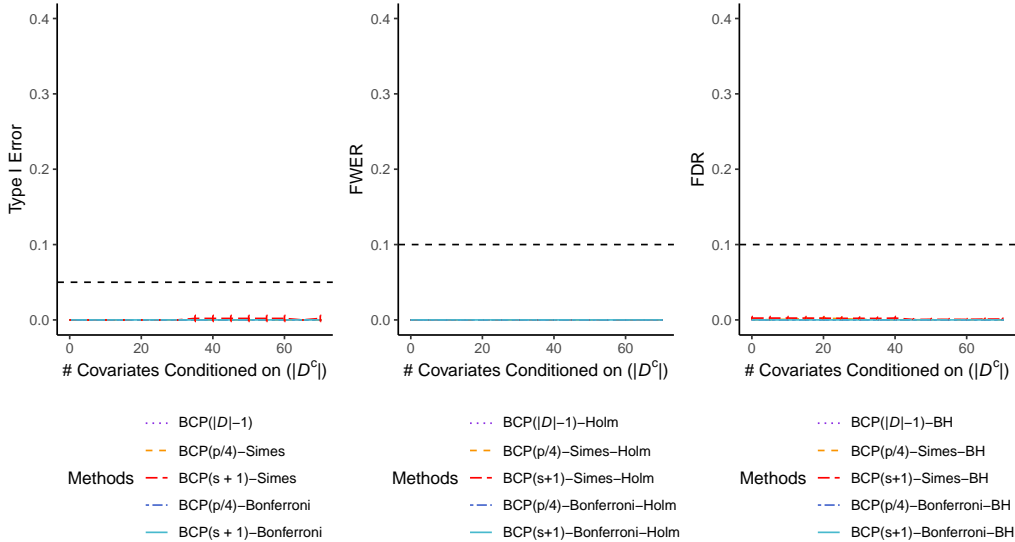 0.4
0.3
0.2
0.1
0.0
Type I Error
0 20 40 60
# Covariates Conditioned on (|Dᶜ|)
Methods
BCP(|D|−1)
BCP(p/4)−Simes
BCP(s + 1)−Simes
BCP(p/4)−Bonferroni
BCP(s + 1)−Bonferroni
0.4
0.3
0.2
0.1
0.0
FWER
0 20 40 60
# Covariates Conditioned on (|Dᶜ|)
Methods
BCP(|D|−1)−Holm
BCP(p/4)−Simes−Holm
BCP(s+1)−Simes−Holm
BCP(p/4)−Bonferroni−Holm
BCP(s+1)−Bonferroni−Holm
0.4
0.3
0.2
0.1
0.0
FDR
0 20 40 60
# Covariates Conditioned on (|Dᶜ|)
Methods
BCP(|D|−1)−BH
BCP(p/4)−Simes−BH
BCP(s+1)−Simes−BH
BCP(p/4)−Bonferroni−BH
BCP(s+1)−Bonferroni−BH